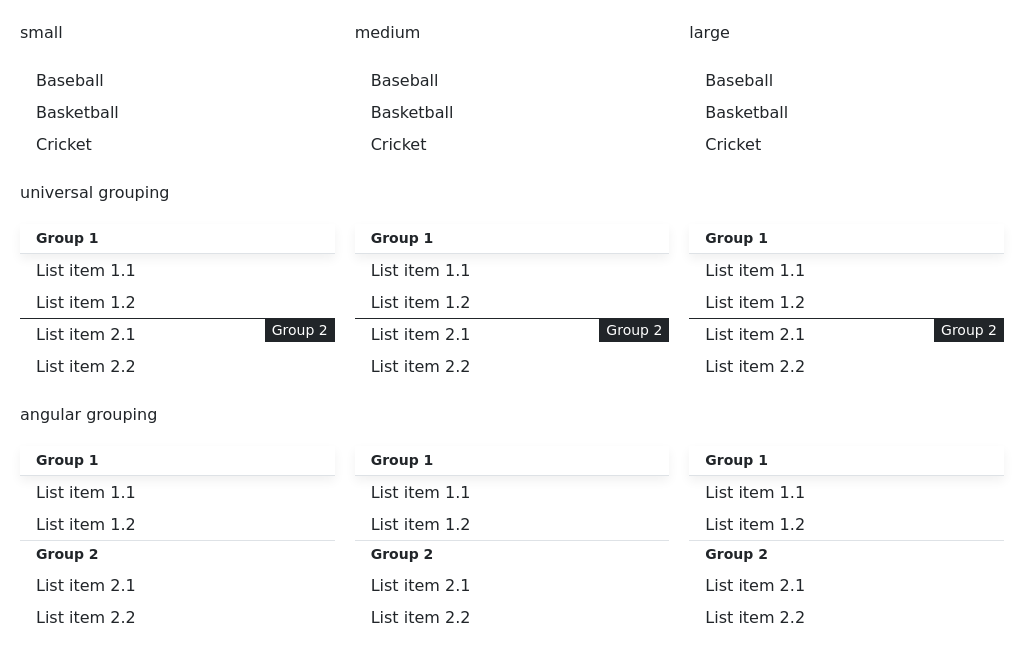 small medium large
Baseball Baseball Baseball
Basketball Basketball Basketball
Cricket Cricket Cricket
universal grouping
Group 1 Group 1 Group 1
List item 1.1 List item 1.1 List item 1.1
List item 1.2 List item 1.2 List item 1.2
List item 2.1 Group 2 List item 2.1 Group 2 List item 2.1 Group 2
List item 2.2 List item 2.2 List item 2.2
angular grouping
Group 1 Group 1 Group 1
List item 1.1 List item 1.1 List item 1.1
List item 1.2 List item 1.2 List item 1.2
Group 2 Group 2 Group 2
List item 2.1 List item 2.1 List item 2.1
List item 2.2 List item 2.2 List item 2.2